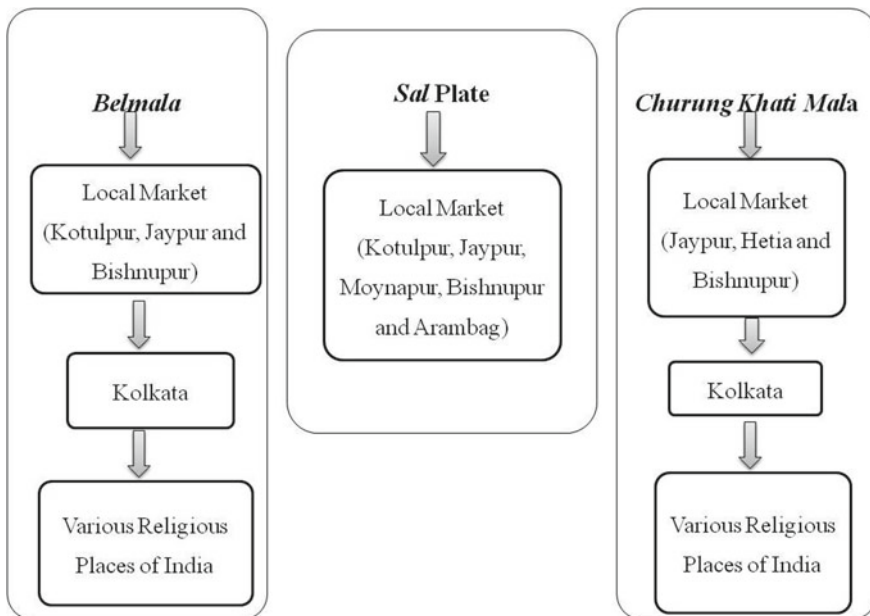 Belmala
Local Market
(Kotulpur, Jaypur and
Bishnupur)
Kolkata
Various Religious
Places of India
Sal Plate
Local Market
(Kotulpur, Jaypur,
Moynapur, Bishnupur
and Arambag)
Churung Khati Mala
Local Market
(Jaypur, Hetia and
Bishnupur)
Kolkata
Various Religious
Places of India